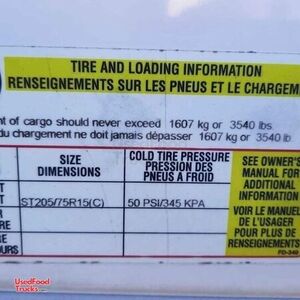 TIRE AND LOADING INFORMATION
RENSEIGNEMENTS SUR LES PNEUS ET LE CHARGEM
nt of cargo should never exceed 1607 kg or 3540 lbs
du chargement ne doit jamais dépasser 1607 kg or 3540 lb
SIZE
DIMENSIONS
COLD TIRE PRESSURE
PRESSION DES
PNEUS A FROID
SEE OWNER'S
MANUAL FOR
ADDITIONAL
INFORMATION
VOIR LE MANUEL
DE L'USAGER
POUR PLUS DE
RENSEIGNEMENTS
ST205/75R15(C)
50 PSI/345 KPA
T
RE
OURS
UsedFood
Trucks